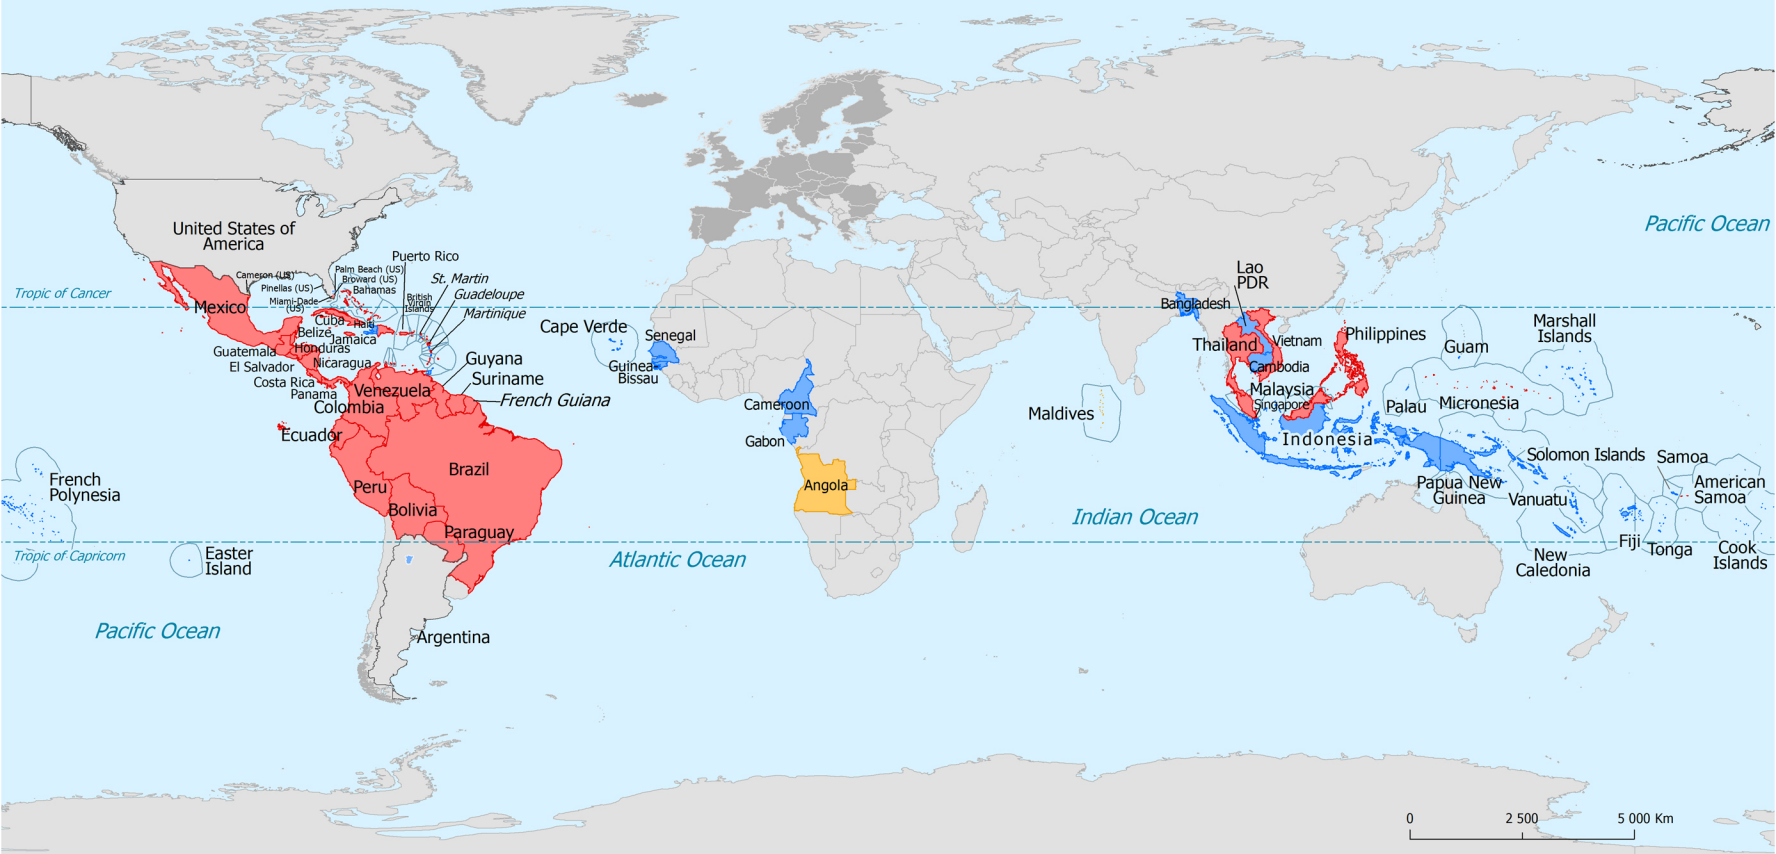 United States of
America
Pacific Ocean
Puerto Rico
Lao
PDR
Cameron (US)
Palm Beach (US)
Broward (US)
Pinellas (US)
Bahamas
St. Martin
Tropic of Cancer
Miami-Dade
(US)
British
Virgin
Islands
Guadeloupe
Mexico
Martinique
Bangladesh
Cuba
Haiti
Cape Verde
Senegal
Marshall
Islands
Belize
Jamaica
Philippines
Guatemala
Honduras
Thailand
Vietnam
Guam
El Salvador
Nicaragua
Guyana
Guinea-
Bissau
Cambodia
Costa Rica
Panama
Suriname
Venezuela
French Guiana
Malaysia
Singapore
Colombia
Cameroon
Maldives
Palau
Micronesia
Ecuador
Gabon
Indonesia
Brazil
Solomon Islands
Samoa
French
Polynesia
Peru
Angola
Papua New
Guinea
American
Samoa
Bolivia
Vanuatu
Indian Ocean
Paraguay
Tropic of Capricorn
Easter
Island
Atlantic Ocean
Fiji
Tonga
New
Caledonia
Cook
Islands
Pacific Ocean
Argentina
0
2 500
5 000 Km